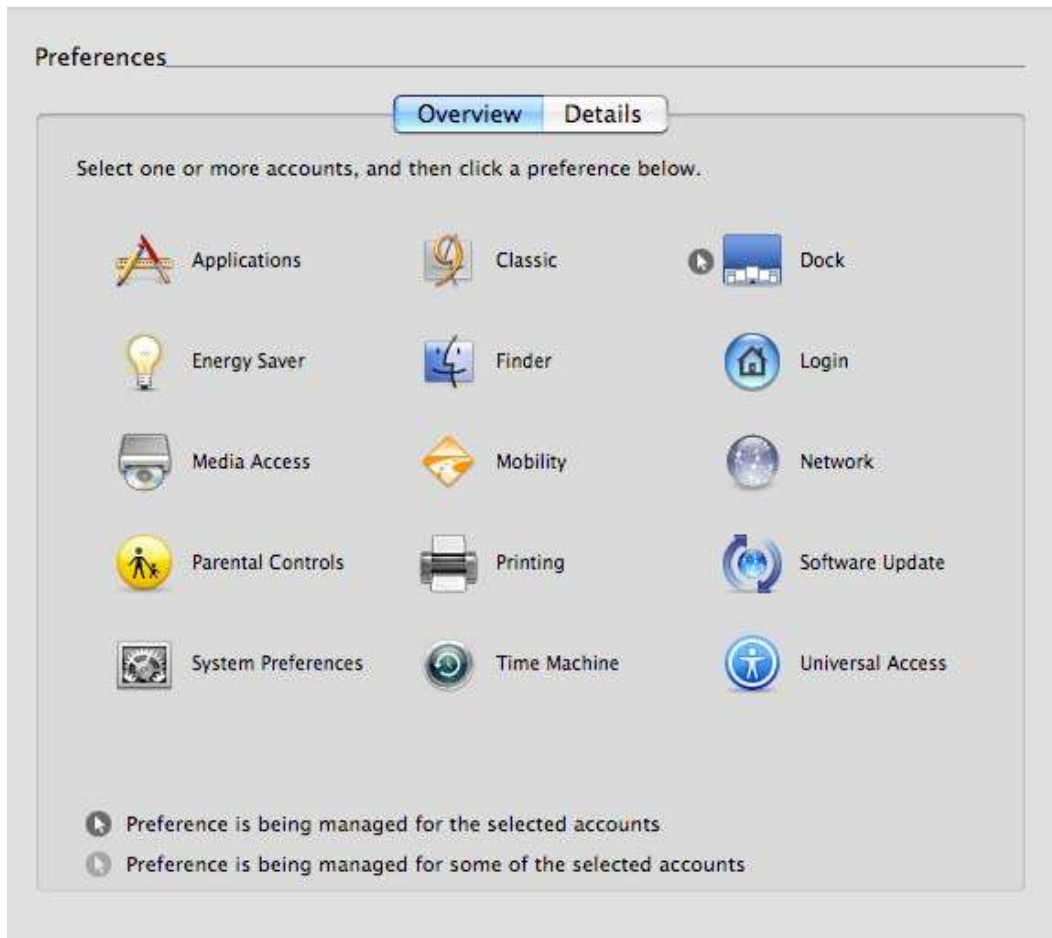 Preferences
Overview Details
Select one or more accounts, and then click a preference below.
Applications Classic Dock
Energy Saver Finder Login
Media Access Mobility Network
Parental Controls Printing Software Update
System Preferences Time Machine Universal Access
Preference is being managed for the selected accounts
Preference is being managed for some of the selected accounts